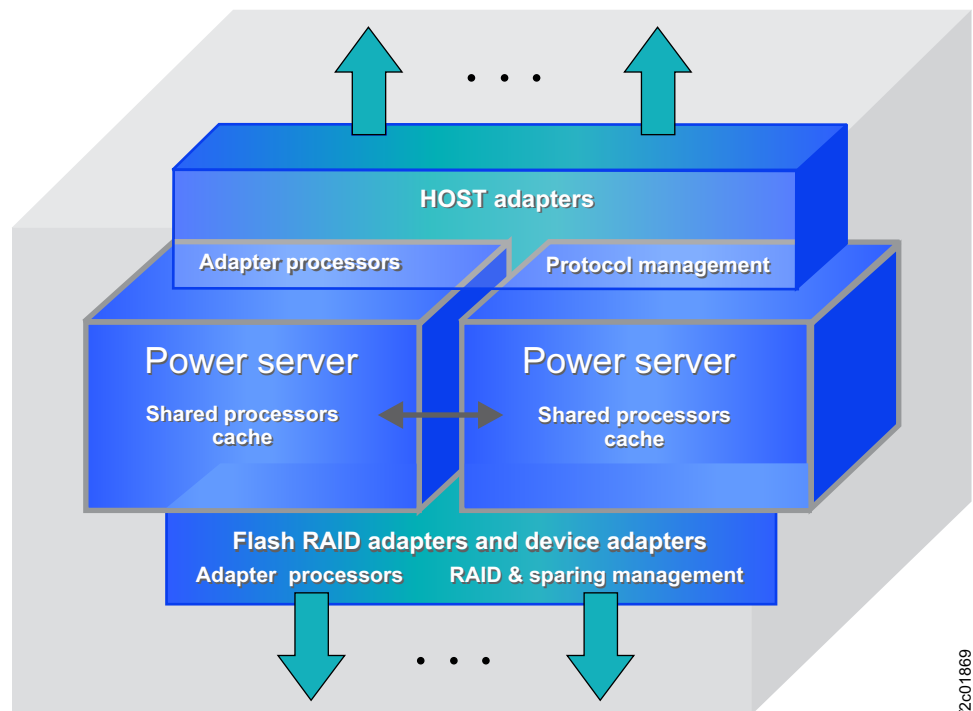 HOST adapters
Adapter processors
Protocol management
Power server
Shared processors
cache
Power server
Shared processors
cache
Flash RAID adapters and device adapters
Adapter processors
RAID & sparing management
2c01869